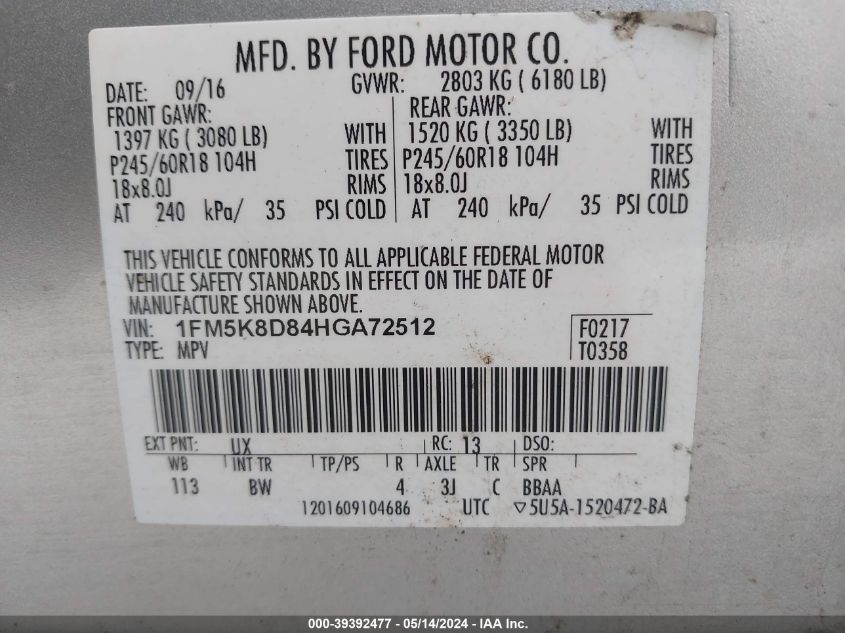 MFD. BY FORD MOTOR CO.
DATE: 09/16 GVWR: 2803 KG ( 6180 LB)
FRONT GAWR: REAR GAWR:
1397 KG ( 3080 LB) WITH 1520 KG ( 3350 LB) WITH
P245/60R18 104H TIRES P245/60R18 104H TIRES
18x8.0J RIMS 18x8.0J RIMS
AT 240 kPa/ 35 PSI COLD AT 240 kPa/ 35 PSI COLD
THIS VEHICLE CONFORMS TO ALL APPLICABLE FEDERAL MOTOR
VEHICLE SAFETY STANDARDS IN EFFECT ON THE DATE OF
MANUFACTURE SHOWN ABOVE.
VIN: 1FM5K8D84HGA72512 F0217
TYPE: MPV T0358
EXT PNT: UX RC: 13 DSO:
WB INT TR TP/PS R AXLE TR SPR
113 BW 4 3J C BBAA
1201609104686 UTC ▽5U5A-1520472-BA
000-39392477 - 05/14/2024 - IAA Inc.